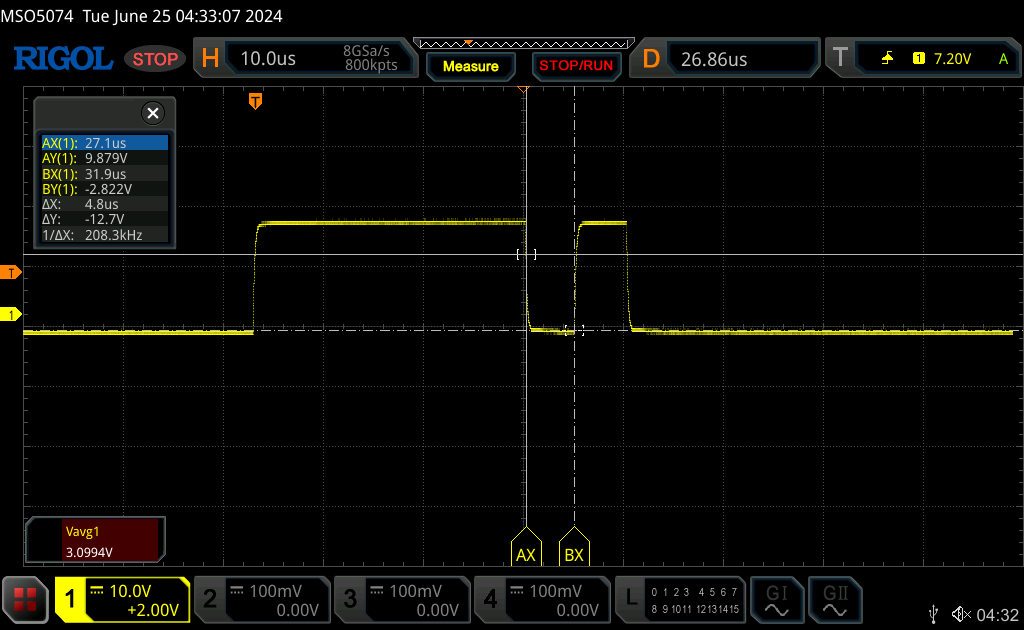 MSO5074 Tue June 25 04:33:07 2024
RIGOL STOP H 10.0us 8GSa/s 800kpts Measure STOP/RUN D 26.86us T 1 7.20V A
T
AX(1): 27.1us
AY(1): 9.879V
BX(1): 31.9us
BY(1): -2.822V
ΔX: 4.8us
ΔY: -12.7V
1/ΔX: 208.3kHz
T
1
Vavg1
3.0994V
AX BX
1 10.0V +2.00V 2 100mV 0.00V 3 100mV 0.00V 4 100mV 0.00V L 0 1 2 3 4 5 6 7 8 9 10 11 12 13 14 15 GI GII
04:32